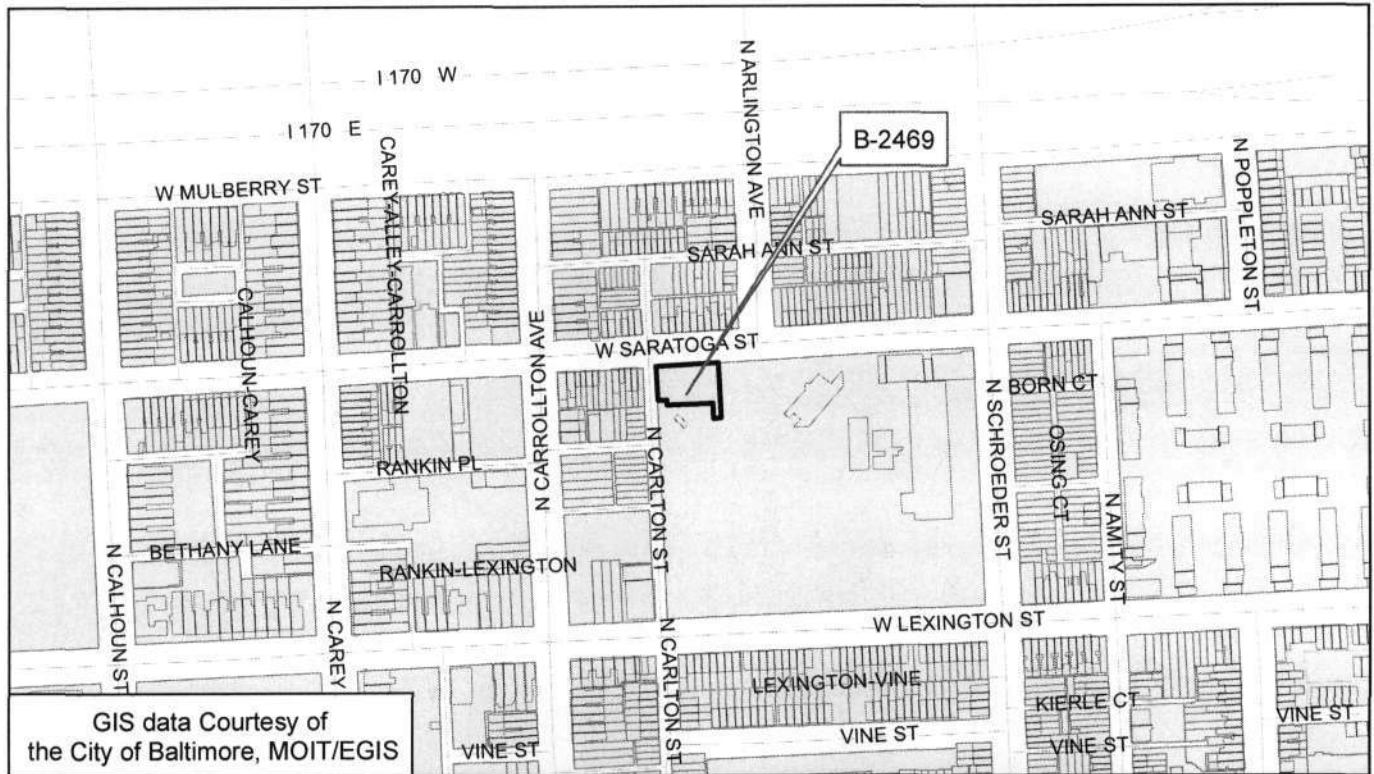 I 170 W
N ARLINGTON AVE
I 170 E
B-2469
CAREY-ALLEY-CARROLLTON
W MULBERRY ST
N POPPLETON ST
SARAH ANN ST
SARAH ANN ST
CALHOUN-CAREY
N CARROLLTON AVE
W SARATOGA ST
N SCHROEDER ST
BORN CT
OSING CT
RANKIN PL
N CARLTON ST
N AMITY ST
BETHANY LANE
RANKIN-LEXINGTON
N CALHOUN ST
N CAREY
W LEXINGTON ST
N CARLTON ST
LEXINGTON-VINE
KIERLE CT
VINE ST
GIS data Courtesy of
the City of Baltimore, MOIT/EGIS
VINE ST
VINE ST
VINE ST